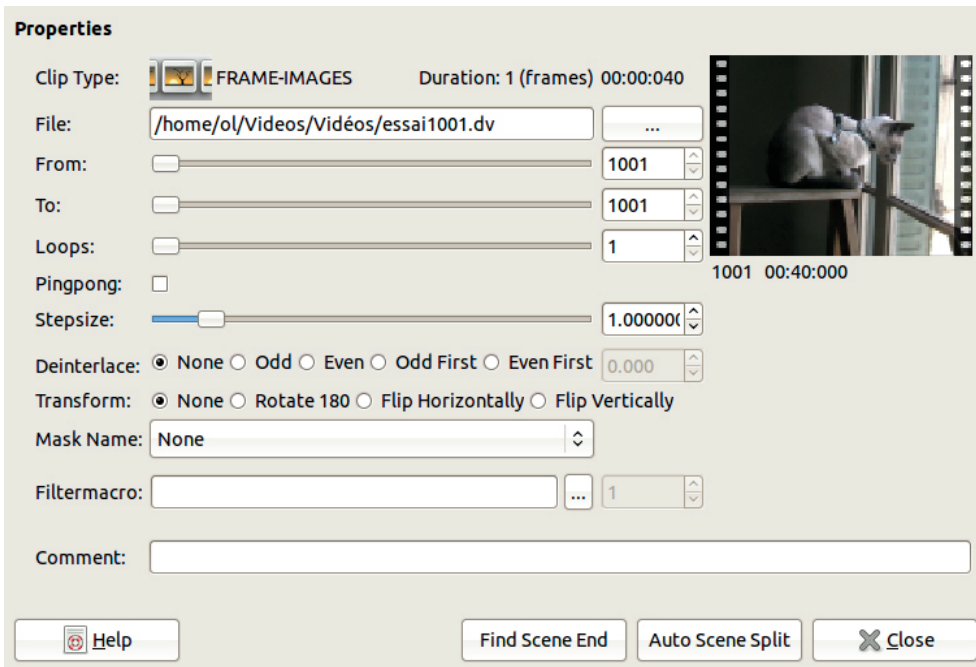 Properties
Clip Type: FRAME-IMAGES Duration: 1 (frames) 00:00:040
File: /home/ol/Videos/Vidéos/essai1001.dv ...
From: 1001
To: 1001
Loops: 1
1001 00:40:000
Pingpong:
Stepsize: 1.000000
Deinterlace: None Odd Even Odd First Even First 0.000
Transform: None Rotate 180 Flip Horizontally Flip Vertically
Mask Name: None
Filtermacro: ... 1
Comment:
Help Find Scene End Auto Scene Split Close